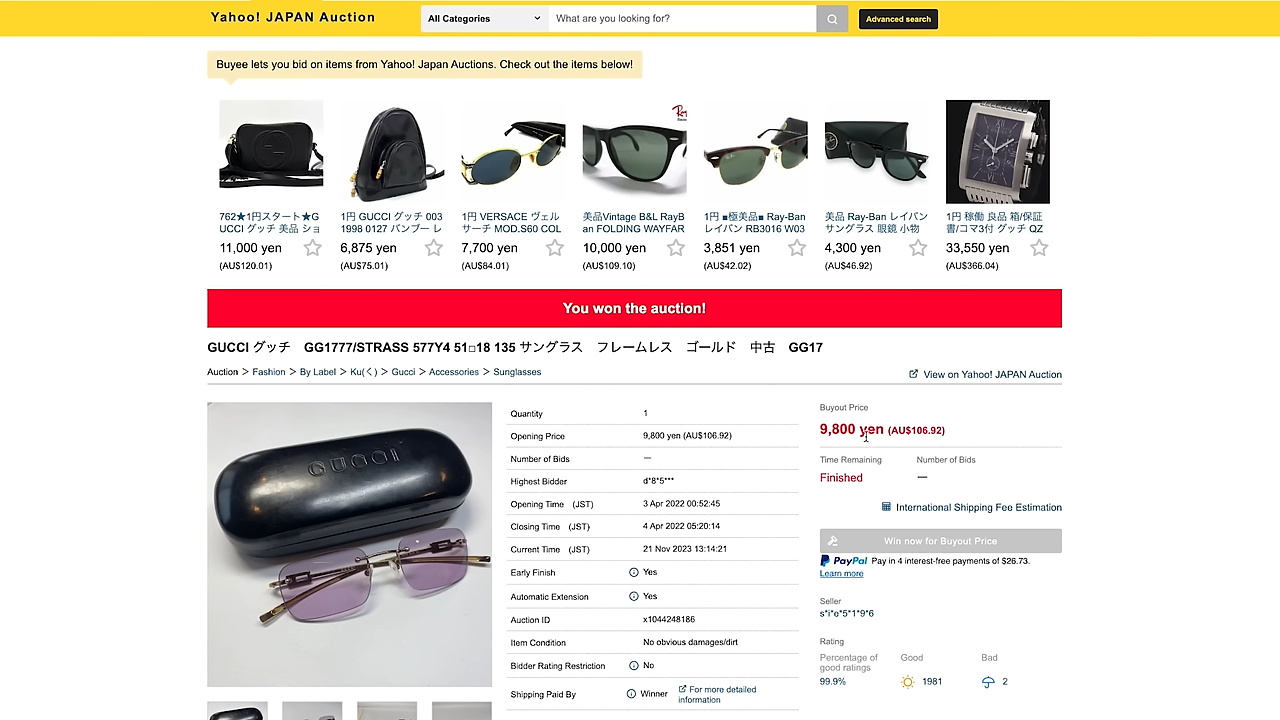 Yahoo! JAPAN Auction
All Categories
What are you looking for?
Advanced search
Buyee lets you bid on items from Yahoo! Japan Auctions. Check out the items below!
762★1円スタート★G
UCCI グッチ 美品 ショ
11,000 yen
(AU$120.01)
1円 GUCCI グッチ 003
1998 0127 バンブー レ
6,875 yen
(AU$75.01)
1円 VERSACE ヴェル
サーチ MOD.S60 COL
7,700 yen
(AU$84.01)
美品Vintage B&L RayB
an FOLDING WAYFAR
10,000 yen
(AU$109.10)
1円 ■極美品■ Ray-Ban
レイバン RB3016 W03
3,851 yen
(AU$42.02)
美品 Ray-Ban レイバン
サングラス 眼鏡 小物
4,300 yen
(AU$46.92)
1円 稼働 良品 箱/保証
書/コマ3付 グッチ QZ
33,550 yen
(AU$366.04)
You won the auction!
GUCCI グッチ　GG1777/STRASS 577Y4 51□18 135 サングラス　フレームレス　ゴールド　中古　GG17
Auction > Fashion > By Label > Ku(く) > Gucci > Accessories > Sunglasses
View on Yahoo! JAPAN Auction
GUCCI
Quantity 1
Opening Price 9,800 yen (AU$106.92)
Number of Bids —
Highest Bidder d*8*5***
Opening Time (JST) 3 Apr 2022 00:52:45
Closing Time (JST) 4 Apr 2022 05:20:14
Current Time (JST) 21 Nov 2023 13:14:21
Early Finish Yes
Automatic Extension Yes
Auction ID x1044248186
Item Condition No obvious damages/dirt
Bidder Rating Restriction No
Shipping Paid By Winner For more detailed
information
Buyout Price
9,800 yen (AU$106.92)
Time Remaining Number of Bids
Finished —
International Shipping Fee Estimation
Win now for Buyout Price
PayPal Pay in 4 interest-free payments of $26.73.
Learn more
Seller
s*i*e*5*1*9*6
Rating
Percentage of
good ratings
99.9%
Good
1981
Bad
2